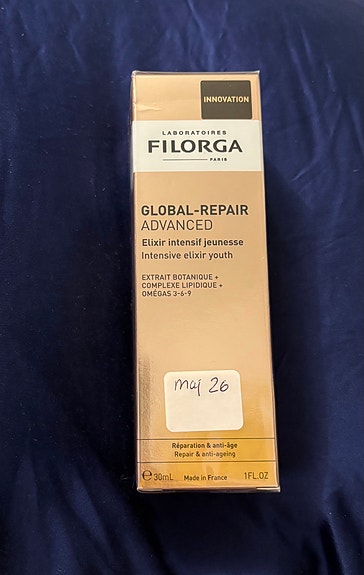 INNOVATION
LABORATOIRES
FILORGA
PARIS
GLOBAL-REPAIR
ADVANCED
Elixir intensif jeunesse
Intensive elixir youth
EXTRAIT BOTANIQUE +
COMPLEXE LIPIDIQUE +
OMÉGAS 3-6-9
maj 26
Réparation & anti-âge
Repair & anti-ageing
℮ 30mL Made in France 1FL.OZ